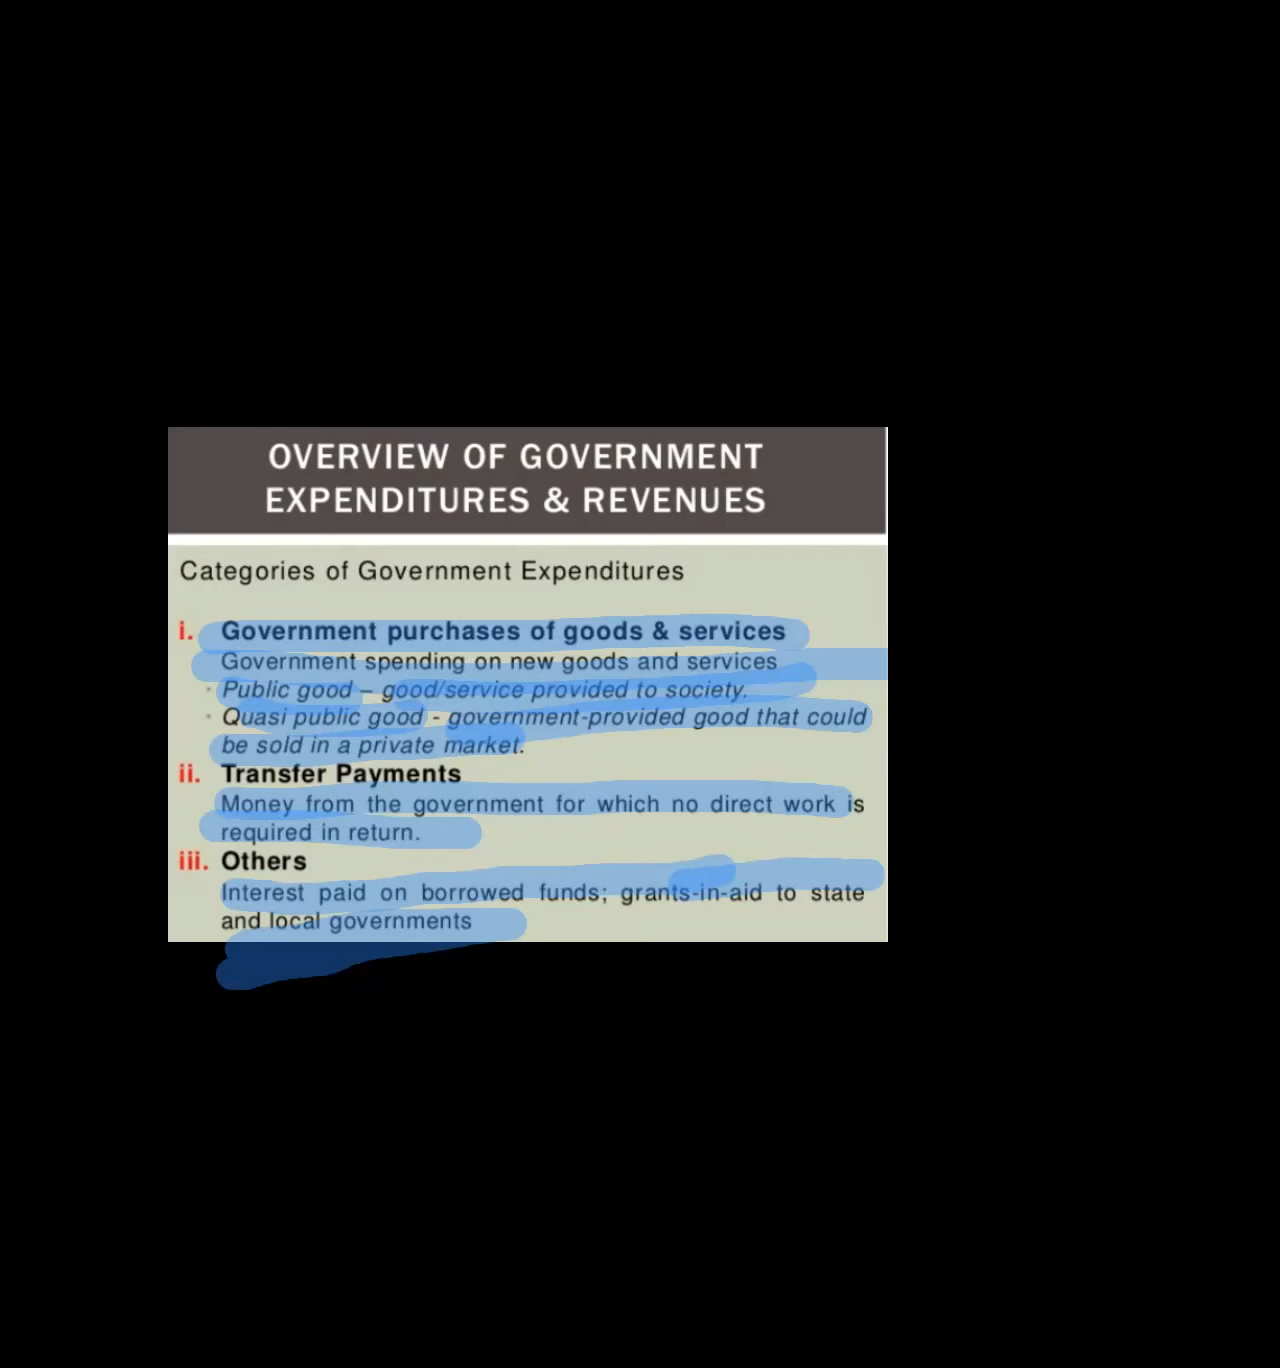 OVERVIEW OF GOVERNMENT
EXPENDITURES & REVENUES
Categories of Government Expenditures
i. Government purchases of goods & services
Government spending on new goods and services
· Public good – good/service provided to society.
· Quasi public good - government-provided good that could
be sold in a private market.
ii. Transfer Payments
Money from the government for which no direct work is
required in return.
iii. Others
Interest paid on borrowed funds; grants-in-aid to state
and local governments